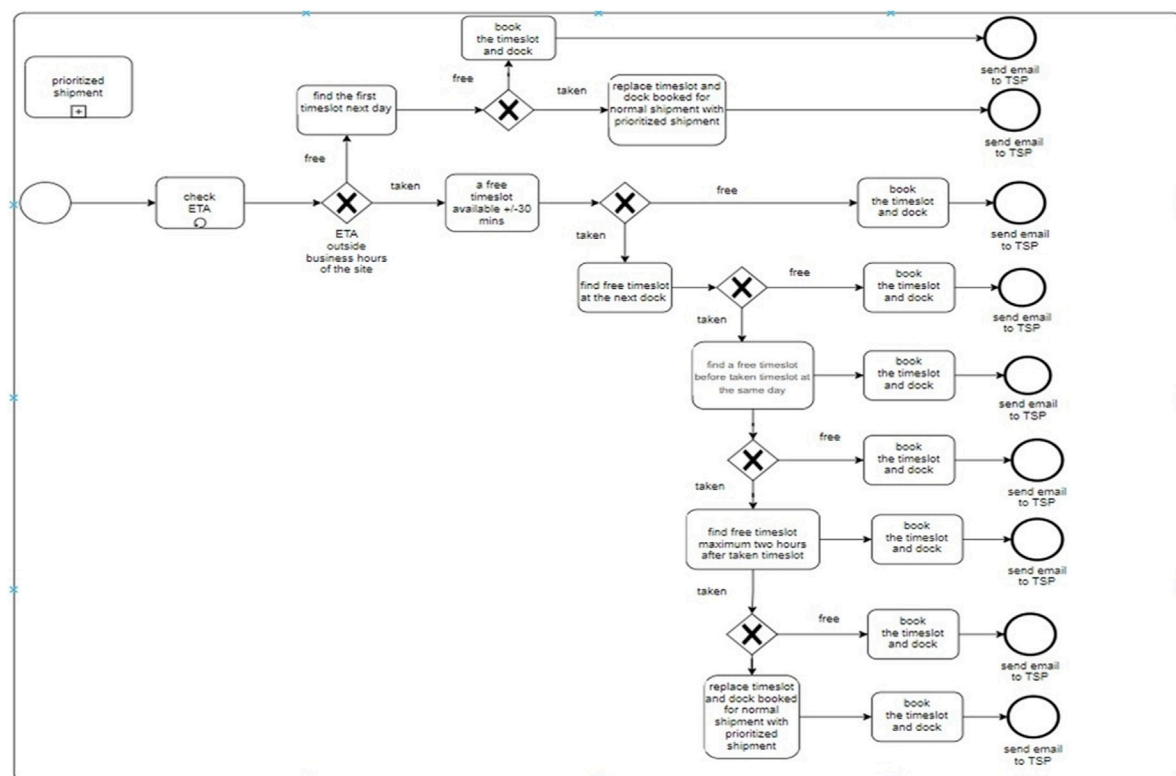 book
the timeslot
and dock
send email
to TSP
prioritized
shipment
free
find the first
timeslot next day
taken
replace timeslot and
dock booked for
normal shipment with
prioritized shipment
send email
to TSP
free
check
ETA
taken
ETA
outside
business hours
of the site
a free
timeslot
available +/-30
mins
free
taken
book
the timeslot
and dock
send email
to TSP
find free timeslot
at the next dock
free
taken
book
the timeslot
and dock
send email
to TSP
find a free timeslot
before taken timeslot at
the same day
book
the timeslot
and dock
send email
to TSP
free
taken
book
the timeslot
and dock
send email
to TSP
find free timeslot
maximum two hours
after taken timeslot
book
the timeslot
and dock
send email
to TSP
taken
free
book
the timeslot
and dock
send email
to TSP
replace timeslot
and dock booked
for normal
shipment with
prioritized
shipment
book
the timeslot
and dock
send email
to TSP